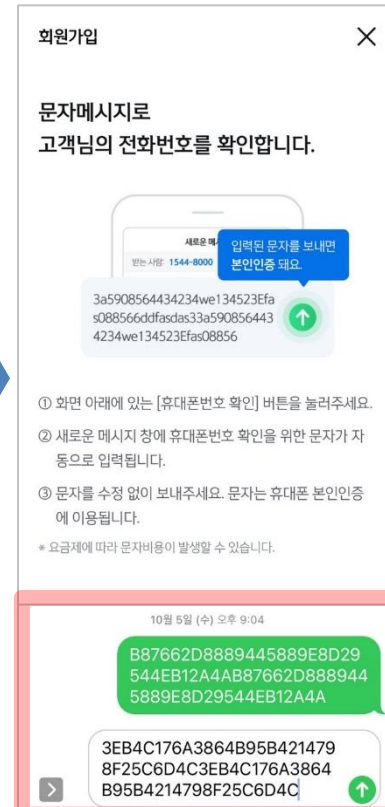 회원가입
문자메시지로
고객님의 전화번호를 확인합니다.
새로운 메
받는사람: 1544-8000
입력된 문자를 보내면
본인인증 돼요.
3a5908564434234we134523Efa
s088566ddfasdas33a590856443
4234we134523Efas08856
① 화면 아래에 있는 [휴대폰번호 확인] 버튼을 눌러주세요.
② 새로운 메시지 창에 휴대폰번호 확인을 위한 문자가 자
동으로 입력됩니다.
③ 문자를 수정 없이 보내주세요. 문자는 휴대폰 본인인증
에 이용됩니다.
* 요금제에 따라 문자비용이 발생할 수 있습니다.
10월 5일 (수) 오후 9:04
B87662D8889445889E8D29
544EB12A4AB87662D888944
5889E8D29544EB12A4A
3EB4C176A3864B95B421479
8F25C6D4C3EB4C176A3864
B95B4214798F25C6D4C